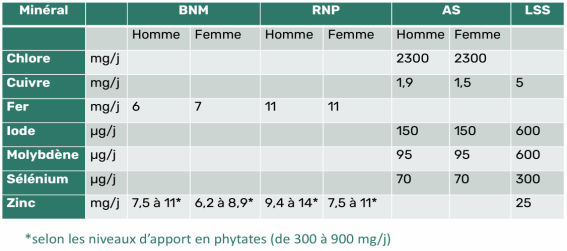 Minéral BNM RNP AS LSS
Homme Femme Homme Femme Homme Femme
Chlore mg/j 2300 2300
Cuivre mg/j 1,9 1,5 5
Fer mg/j 6 7 11 11
Iode µg/j 150 150 600
Molybdène µg/j 95 95 600
Sélénium µg/j 70 70 300
Zinc mg/j 7,5 à 11* 6,2 à 8,9* 9,4 à 14* 7,5 à 11* 25
*selon les niveaux d'apport en phytates (de 300 à 900 mg/j)